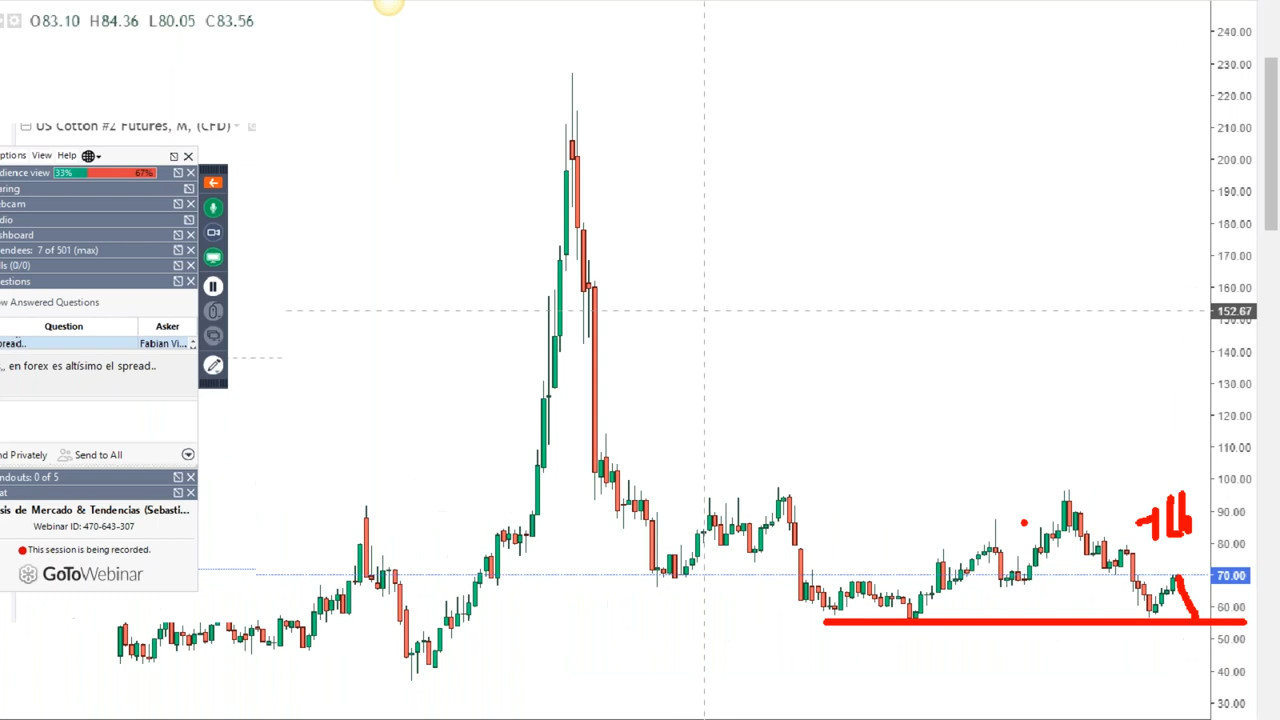 O83.10 H84.36 L80.05 C83.56
US Cotton #2 Futures, M, (CFD)
ptions View Help
dience view 33% 67%
aring
ebcam
dio
shboard
endees: 7 of 501 (max)
lls (0/0)
estions
ow Answered Questions
Question Asker
pread.. Fabian Vi...
,, en forex es altísimo el spread..
nd Privately Send to All
ndouts: 0 of 5
at
sis de Mercado & Tendencias (Sebasti...
Webinar ID: 470-643-307
This session is being recorded.
GoToWebinar
240.00
230.00
220.00
210.00
200.00
190.00
180.00
170.00
160.00
152.67
150.00
140.00
130.00
120.00
110.00
100.00
90.00
80.00
70.00
60.00
50.00
40.00
30.00